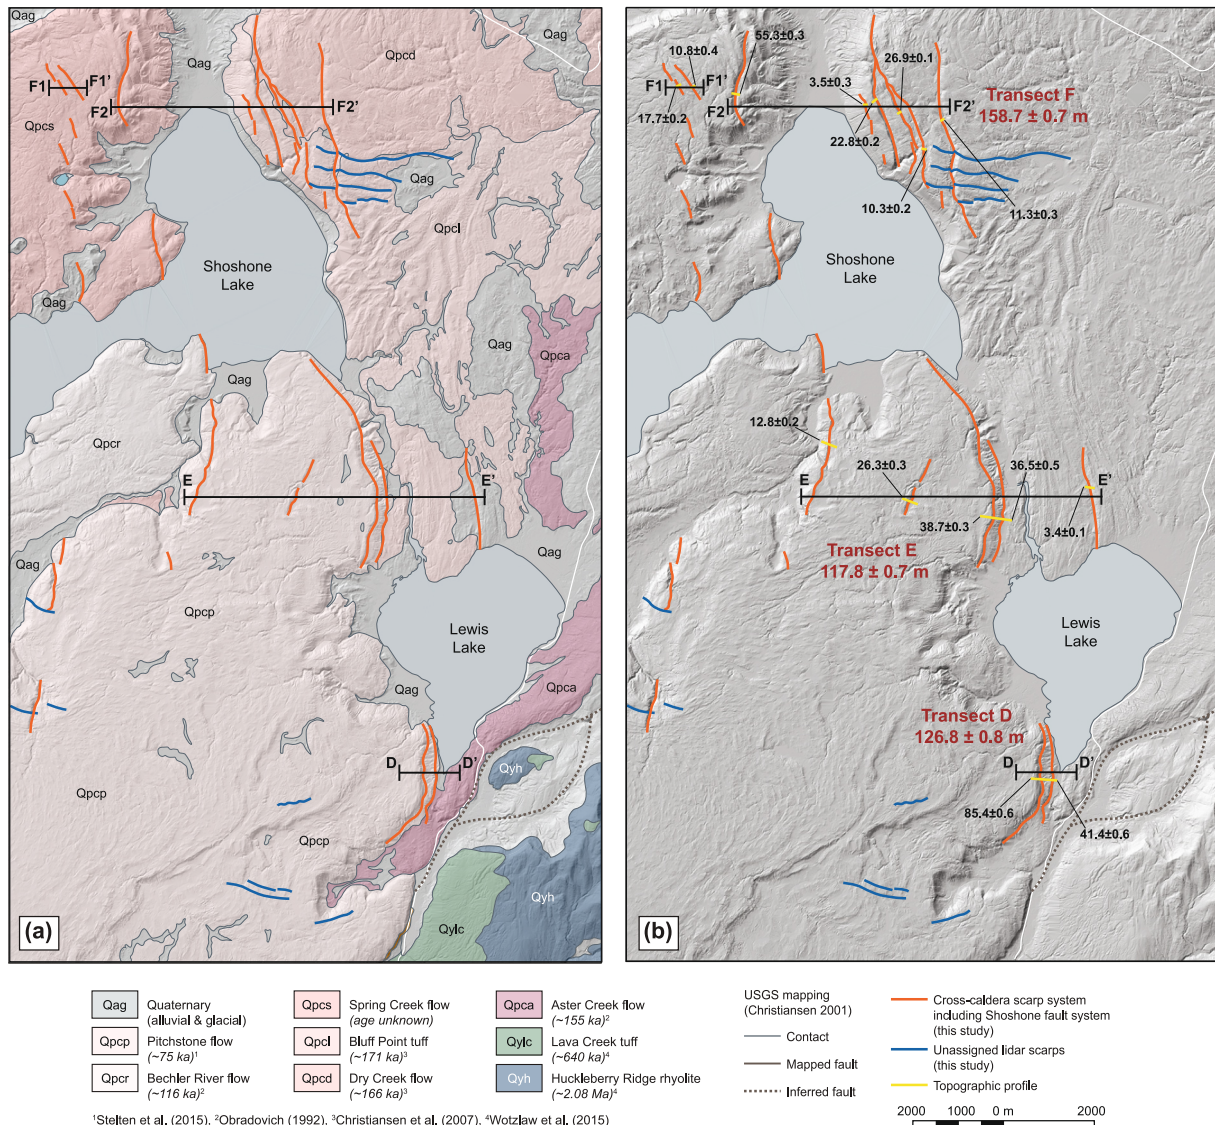 Qag
Qag
Qag
Qpcd
F1
F1'
F2
F2'
Qpcs
Qag
Qpcl
Shoshone
Lake
Qag
Qag
Qpca
Qag
Qpcr
E
E'
Qag
Qag
Qpcp
Lewis
Lake
Qag
Qpca
D
D'
Qyh
Qpcp
Qpcp
Qyh
Qylc
(a)
10.8±0.4
55.3±0.3
F1
F1'
F2
17.7±0.2
3.5±0.3
26.9±0.1
F2'
Transect F
158.7 ± 0.7 m
22.8±0.2
10.3±0.2
11.3±0.3
Shoshone
Lake
12.8±0.2
26.3±0.3
36.5±0.5
E
E'
38.7±0.3
3.4±0.1
Transect E
117.8 ± 0.7 m
Lewis
Lake
Transect D
126.8 ± 0.8 m
D
D'
85.4±0.6
41.4±0.6
(b)
Qag Quaternary
(alluvial & glacial)
Qpcp Pitchstone flow
(~75 ka)¹
Qpcr Bechler River flow
(~116 ka)²
Qpcs Spring Creek flow
(age unknown)
Qpcl Bluff Point tuff
(~171 ka)³
Qpcd Dry Creek flow
(~166 ka)³
Qpca Aster Creek flow
(~155 ka)²
Qylc Lava Creek tuff
(~640 ka)⁴
Qyh Huckleberry Ridge rhyolite
(~2.08 Ma)⁴
USGS mapping
(Christiansen 2001)
Contact
Mapped fault
Inferred fault
Cross-caldera scarp system
including Shoshone fault system
(this study)
Unassigned lidar scarps
(this study)
Topographic profile
2000 1000 0 m 2000
¹Stelten et al. (2015), ²Obradovich (1992), ³Christiansen et al. (2007), ⁴Wotzlaw et al. (2015)